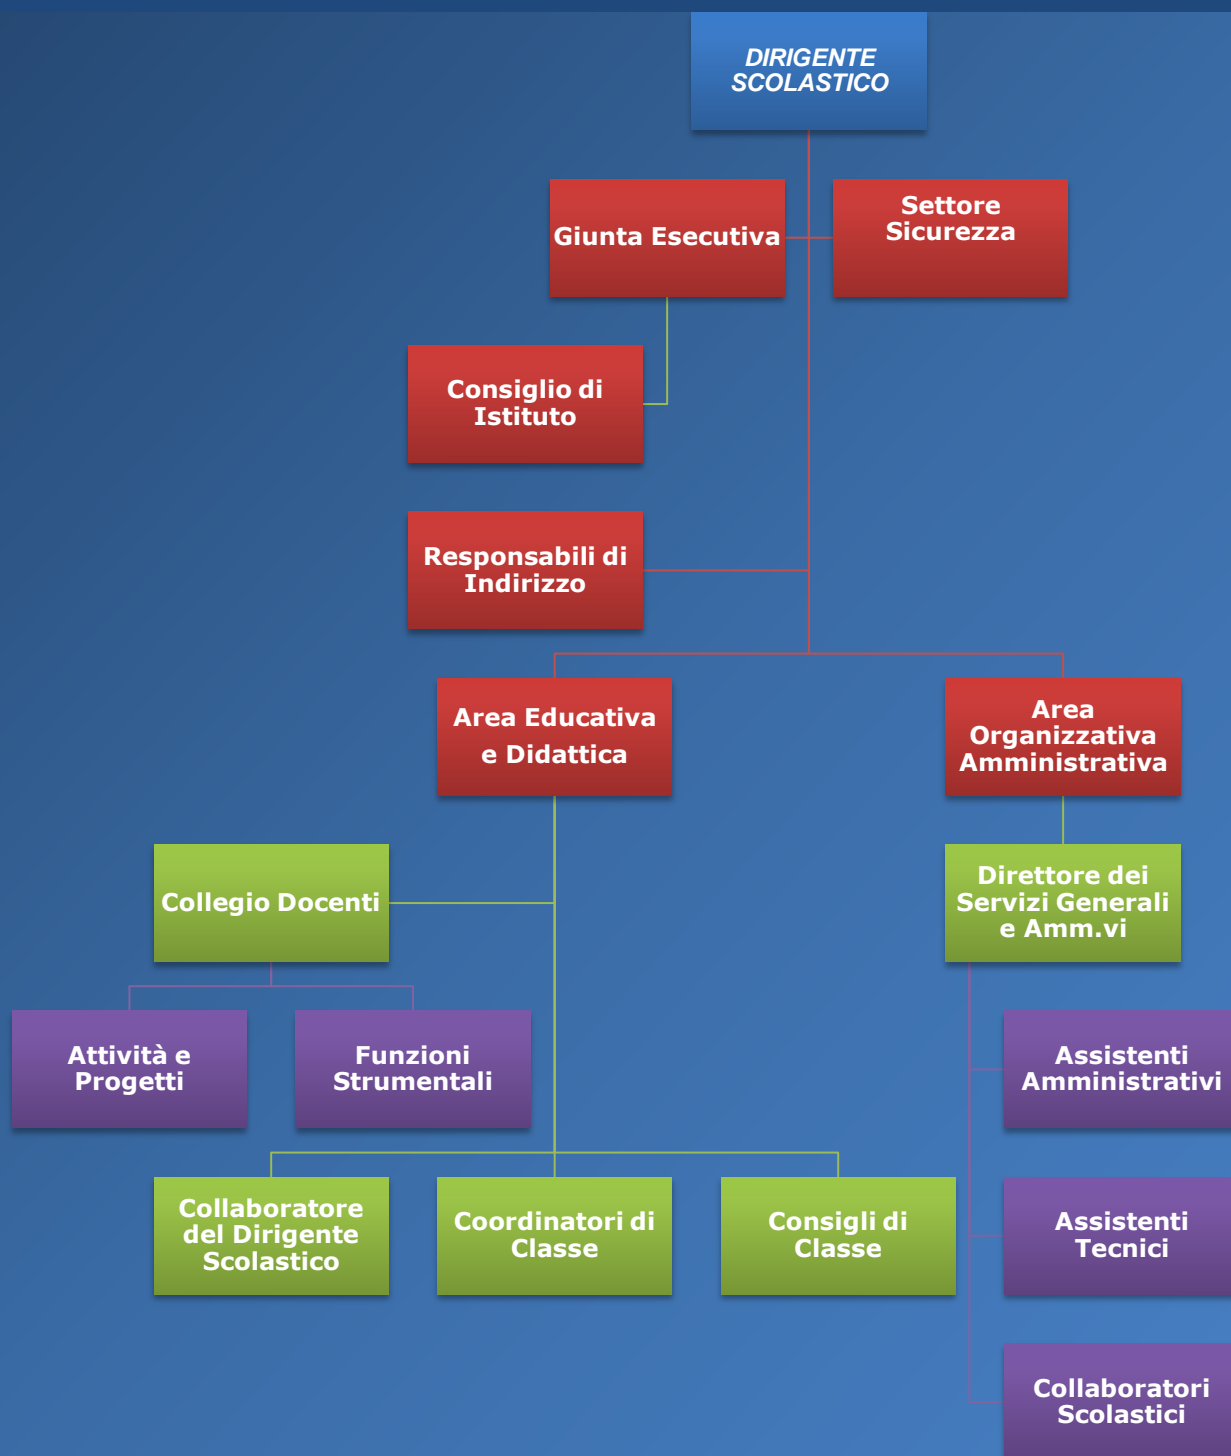 DIRIGENTE
SCOLASTICO
Giunta Esecutiva
Settore
Sicurezza
Consiglio di
Istituto
Responsabili di
Indirizzo
Area Educativa
e Didattica
Area
Organizzativa
Amministrativa
Collegio Docenti
Direttore dei
Servizi Generali
e Amm.vi
Attività e
Progetti
Funzioni
Strumentali
Assistenti
Amministrativi
Collaboratore
del Dirigente
Scolastico
Coordinatori di
Classe
Consigli di
Classe
Assistenti
Tecnici
Collaboratori
Scolastici